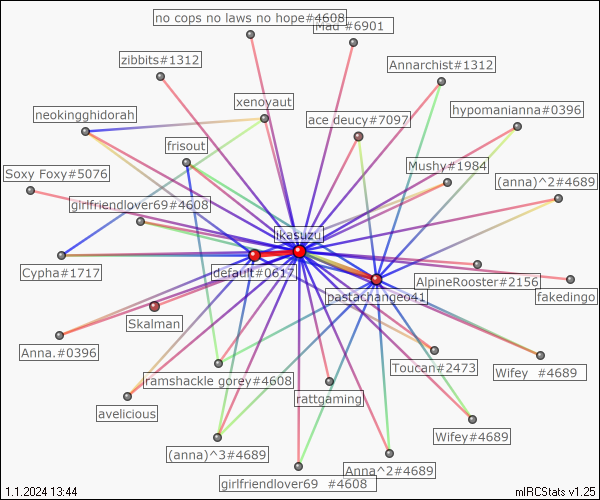 no cops no laws no hope#4608
Mad #6901
zibbits#1312
Annarchist#1312
xenoyaut
neokingghidorah
ace deucy#7097
hypomanianna#0396
frisout
Mushy#1984
Soxy Foxy#5076
(anna)^2#4689
girlfriendlover69#4608
ikasuzu
Cypha#1717
default#0617
AlpineRooster#2156
pastachangeo41
fakedingo
Skalman
Anna.#0396
Toucan#2473
Wifey #4689
ramshackle gorey#4608
rattgaming
avelicious
Wifey#4689
(anna)^3#4689
Anna^2#4689
girlfriendlover69 #4608
1.1.2024 13:44
mIRCStats v1.25